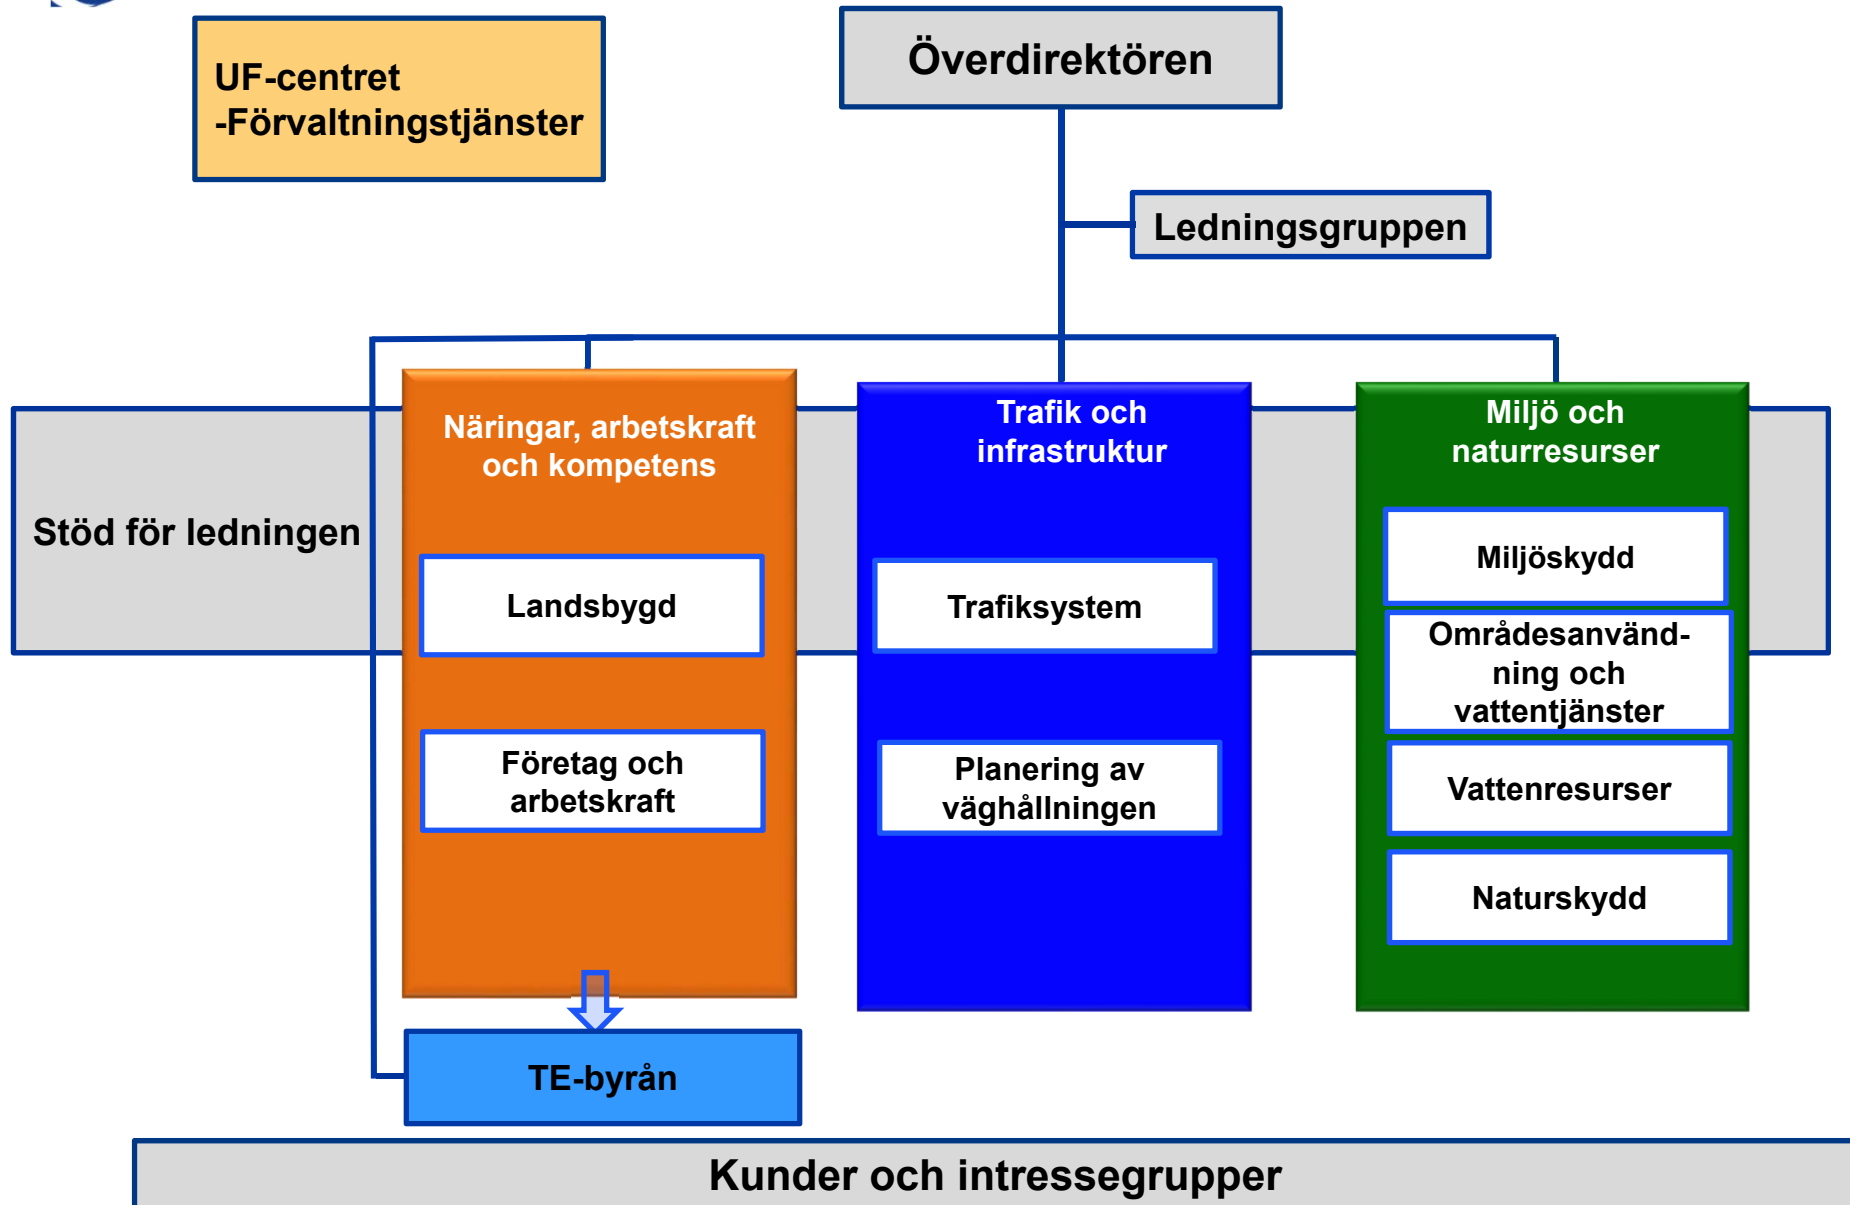 UF-centret
-Förvaltningstjänster
Överdirektören
Ledningsgruppen
Stöd för ledningen
Näringar, arbetskraft
och kompetens
Landsbygd
Företag och
arbetskraft
Trafik och
infrastruktur
Trafiksystem
Planering av
väghållningen
Miljö och
naturresurser
Miljöskydd
Områdesanvänd-
ning och
vattentjänster
Vattenresurser
Naturskydd
TE-byrån
Kunder och intressegrupper